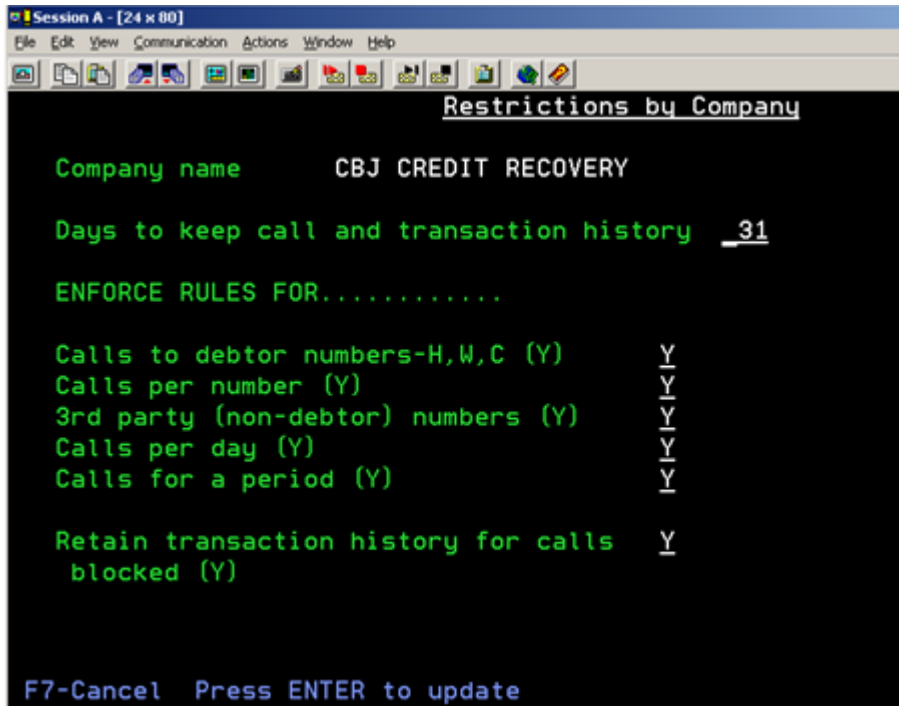 Session A - [24 x 80]
File Edit View Communication Actions Window Help
Restrictions by Company
Company name CBJ CREDIT RECOVERY
Days to keep call and transaction history _31
ENFORCE RULES FOR............
Calls to debtor numbers-H,W,C (Y) Y
Calls per number (Y) Y
3rd party (non-debtor) numbers (Y) Y
Calls per day (Y) Y
Calls for a period (Y) Y
Retain transaction history for calls Y
blocked (Y)
F7-Cancel Press ENTER to update